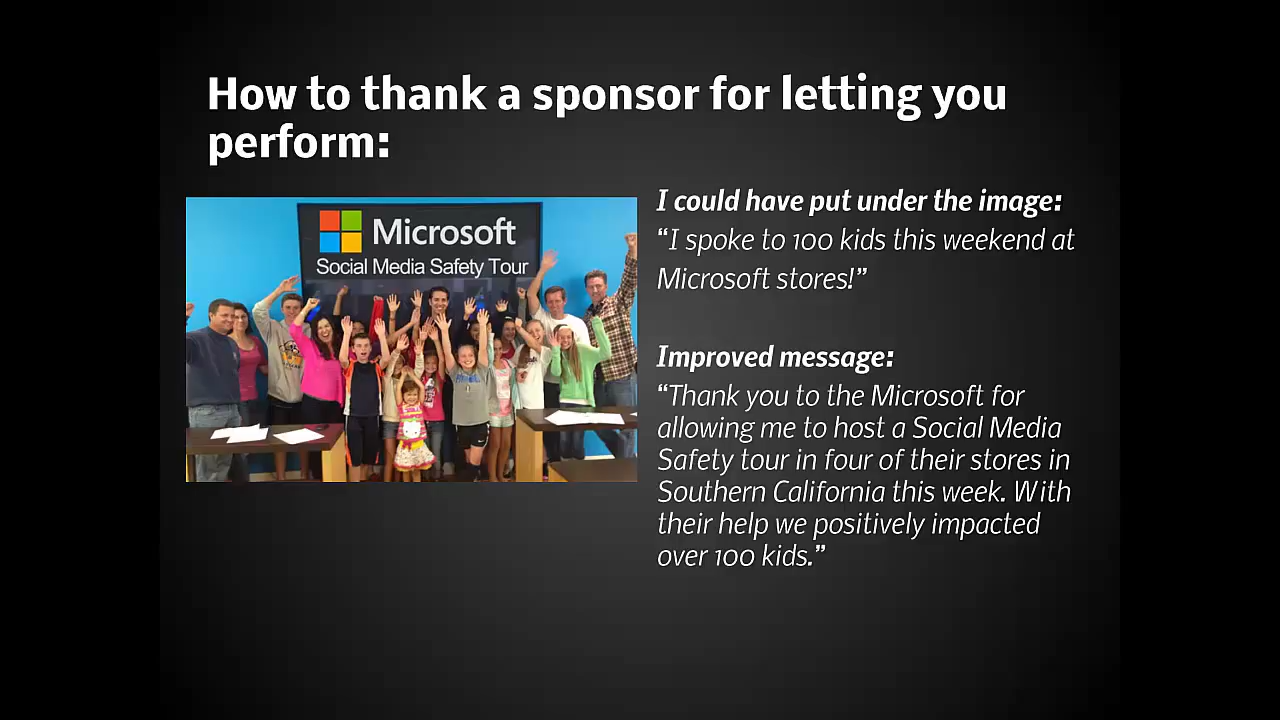 How to thank a sponsor for letting you
perform:
Microsoft
Social Media Safety Tour
I could have put under the image:
“I spoke to 100 kids this weekend at
Microsoft stores!”
Improved message:
“Thank you to the Microsoft for
allowing me to host a Social Media
Safety tour in four of their stores in
Southern California this week. With
their help we positively impacted
over 100 kids.”